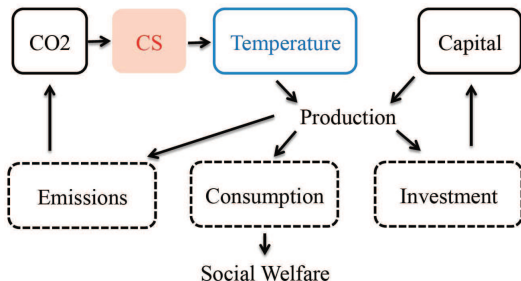 CO2
CS
Temperature
Capital
Production
Emissions
Consumption
Investment
Social Welfare